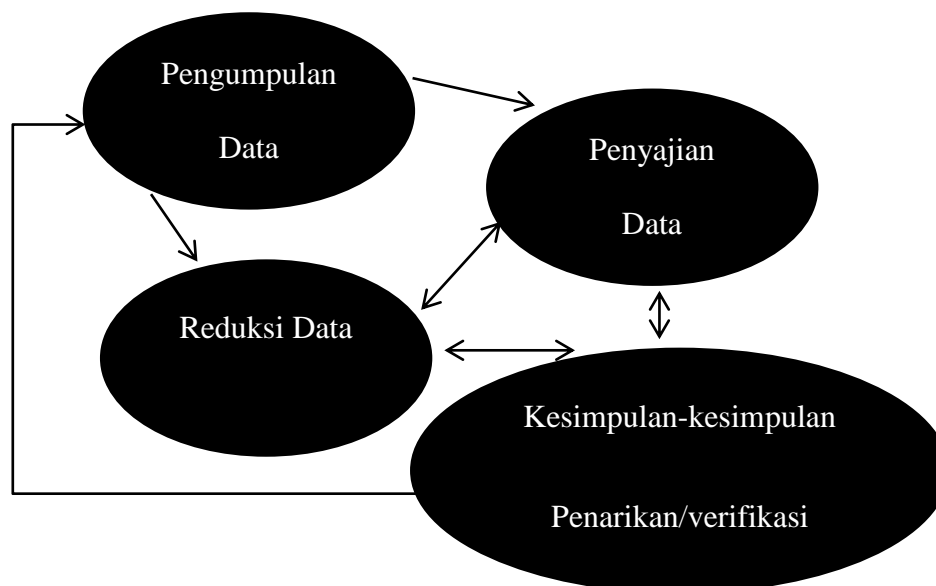 Pengumpulan
Data
Penyajian
Data
Reduksi Data
Kesimpulan-kesimpulan
Penarikan/verifikasi